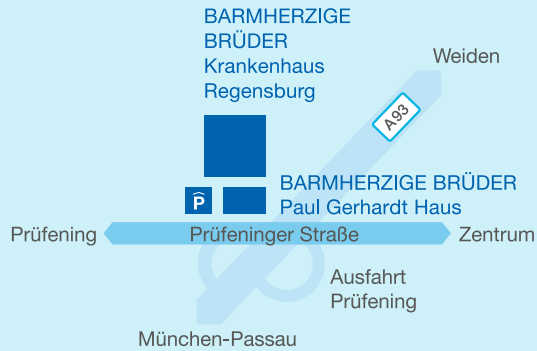 BARMHERZIGE
BRÜDER
Krankenhaus
Regensburg
Weiden
A93
BARMHERZIGE BRÜDER
Paul Gerhardt Haus
P
Prüfening
Prüfeninger Straße
Zentrum
Ausfahrt
Prüfening
München-Passau